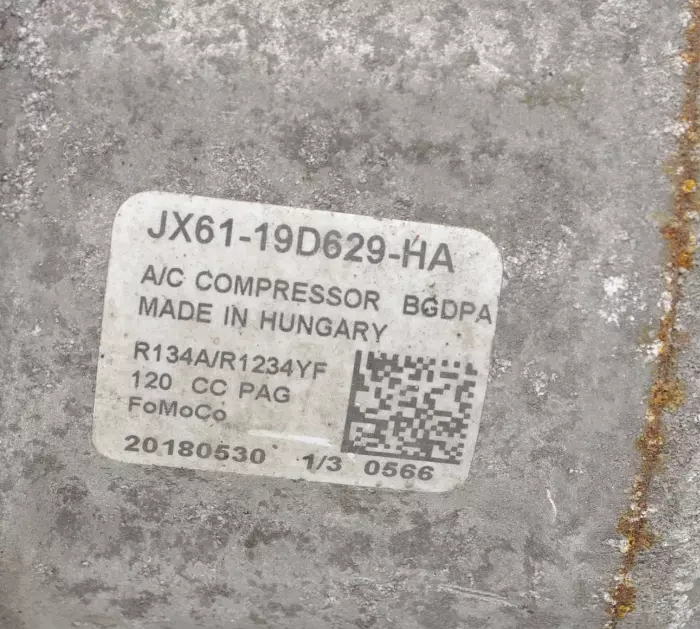 JX61-19D629-HA
A/C COMPRESSOR BGDPA
MADE IN HUNGARY
R134A/R1234YF
120 CC PAG
FoMoCo
20180530 1/3 0566